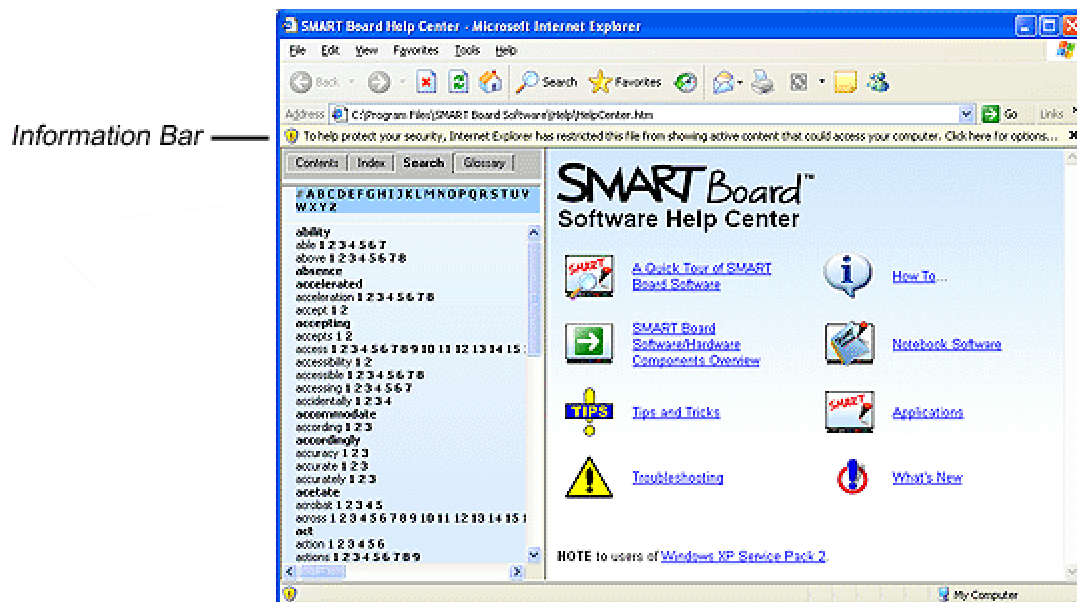 SMART Board Help Center - Microsoft Internet Explorer
File Edit View Favorites Tools Help
Back Search Favorites
Address C:\Program Files\SMART Board Software\Help\HelpCenter.htm Go Links
Information Bar
To help protect your security, Internet Explorer has restricted this file from showing active content that could access your computer. Click here for options...
Contents Index Search Glossary
# A B C D E F G H I J K L M N O P Q R S T U V
W X Y Z
ability
able 1 2 3 4 5 6 7
above 1 2 3 4 5 6 7 8
absence
accelerated
acceleration 1 2 3 4 5 6 7 8
accept 1 2
accepting
accepts 1 2
access 1 2 3 4 5 6 7 8 9 10 11 12 13 14 15
accessibility 1 2
accessible 1 2 3 4 5 6 7 8
accessing 1 2 3 4 5 6 7
accidentally 1 2 3 4
accommodate
according 1 2 3
accordingly
accuracy 1 2 3
accurate 1 2 3
accurately 1 2 3
acetate
acrobat 1 2 3 4 5
across 1 2 3 4 5 6 7 8 9 10 11 12 13 14 15
act
action 1 2 3 4 5 6
actions 1 2 3 4 5 6 7 8 9
SMART Board™
Software Help Center
SMART
A Quick Tour of SMART
Board Software
How To...
SMART Board
Software/Hardware
Components Overview
Notebook Software
TIPS
Tips and Tricks
SMART
Applications
Troubleshooting
What's New
NOTE to users of Windows XP Service Pack 2.
My Computer